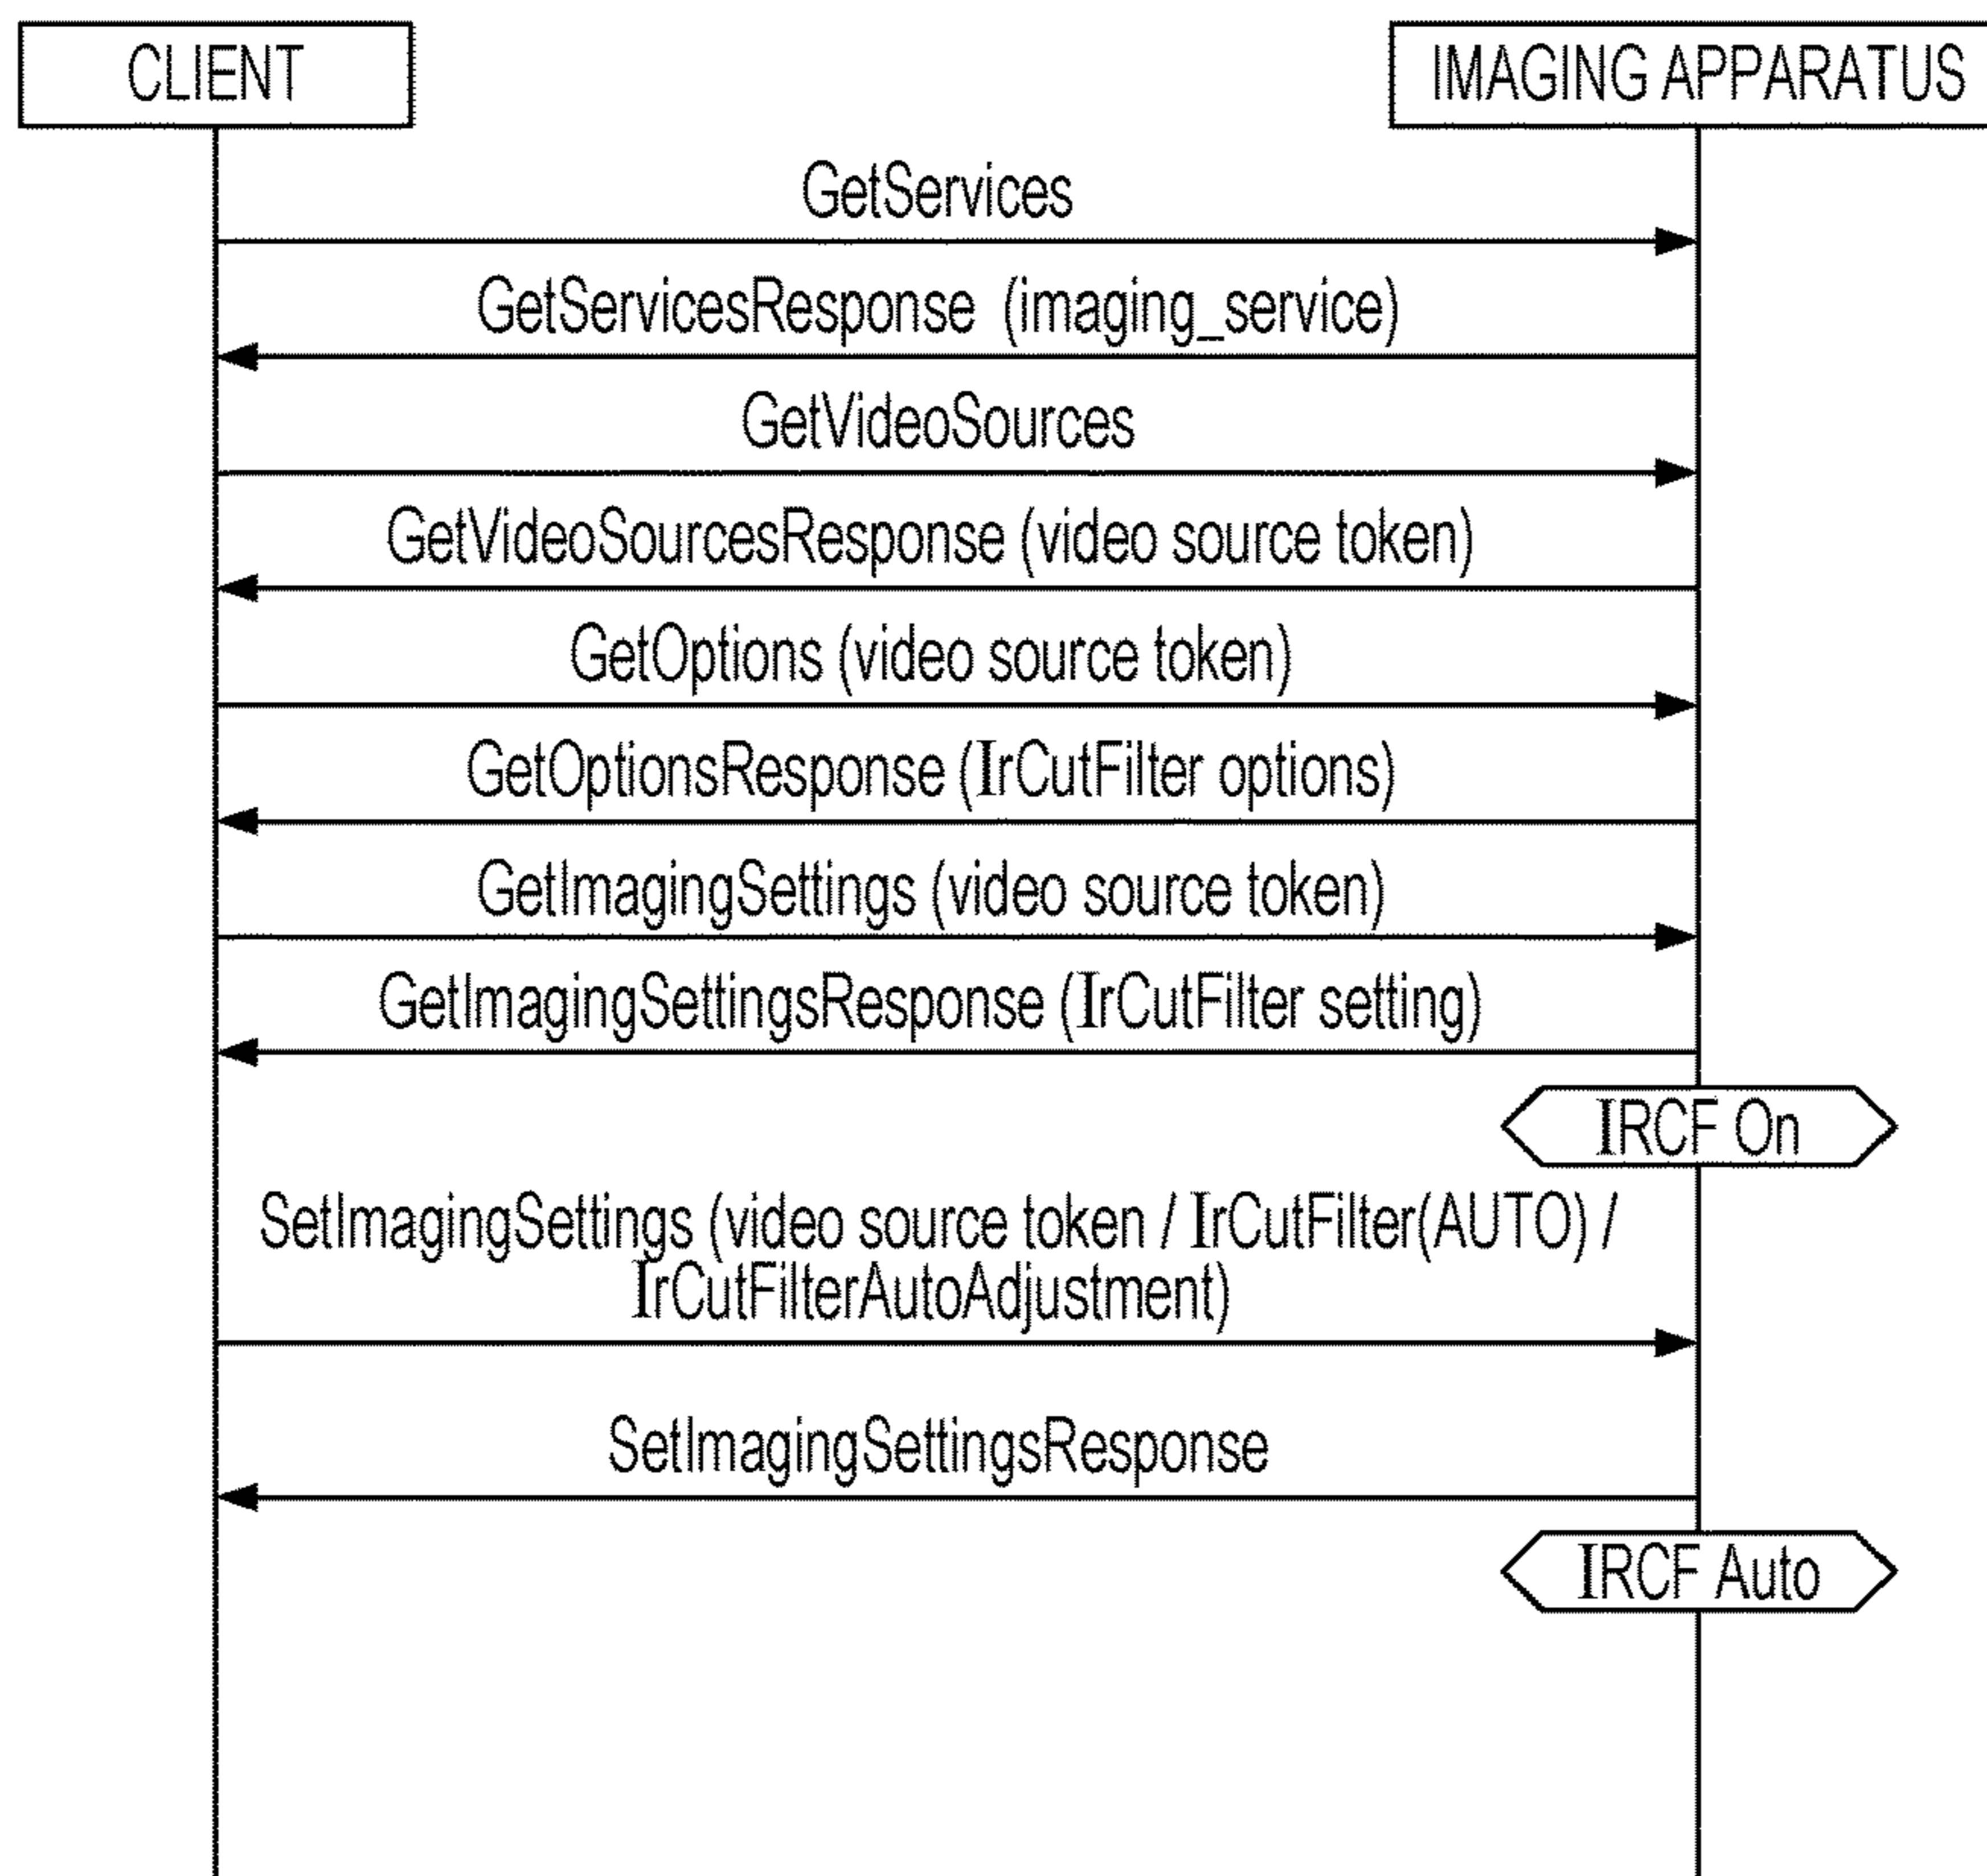 CLIENT
IMAGING APPARATUS
GetServices
GetServicesResponse (imaging_service)
GetVideoSources
GetVideoSourcesResponse (video source token)
GetOptions (video source token)
GetOptionsResponse (IrCutFilter options)
GetImagingSettings (video source token)
GetImagingSettingsResponse (IrCutFilter setting)
IRCF On
SetImagingSettings (video source token / IrCutFilter(AUTO) /
IrCutFilterAutoAdjustment)
SetImagingSettingsResponse
IRCF Auto